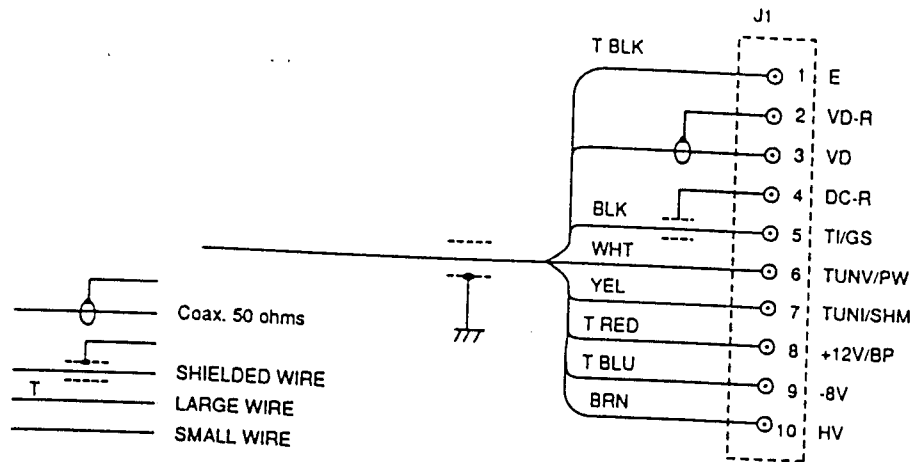 J1
T BLK
1 E
2 VD-R
3 VD
4 DC-R
BLK
5 TI/GS
WHT
6 TUNV/PW
YEL
7 TUNI/SHM
T RED
8 +12V/BP
T BLU
9 -8V
BRN
10 HV
Coax. 50 ohms
SHIELDED WIRE
T
LARGE WIRE
SMALL WIRE